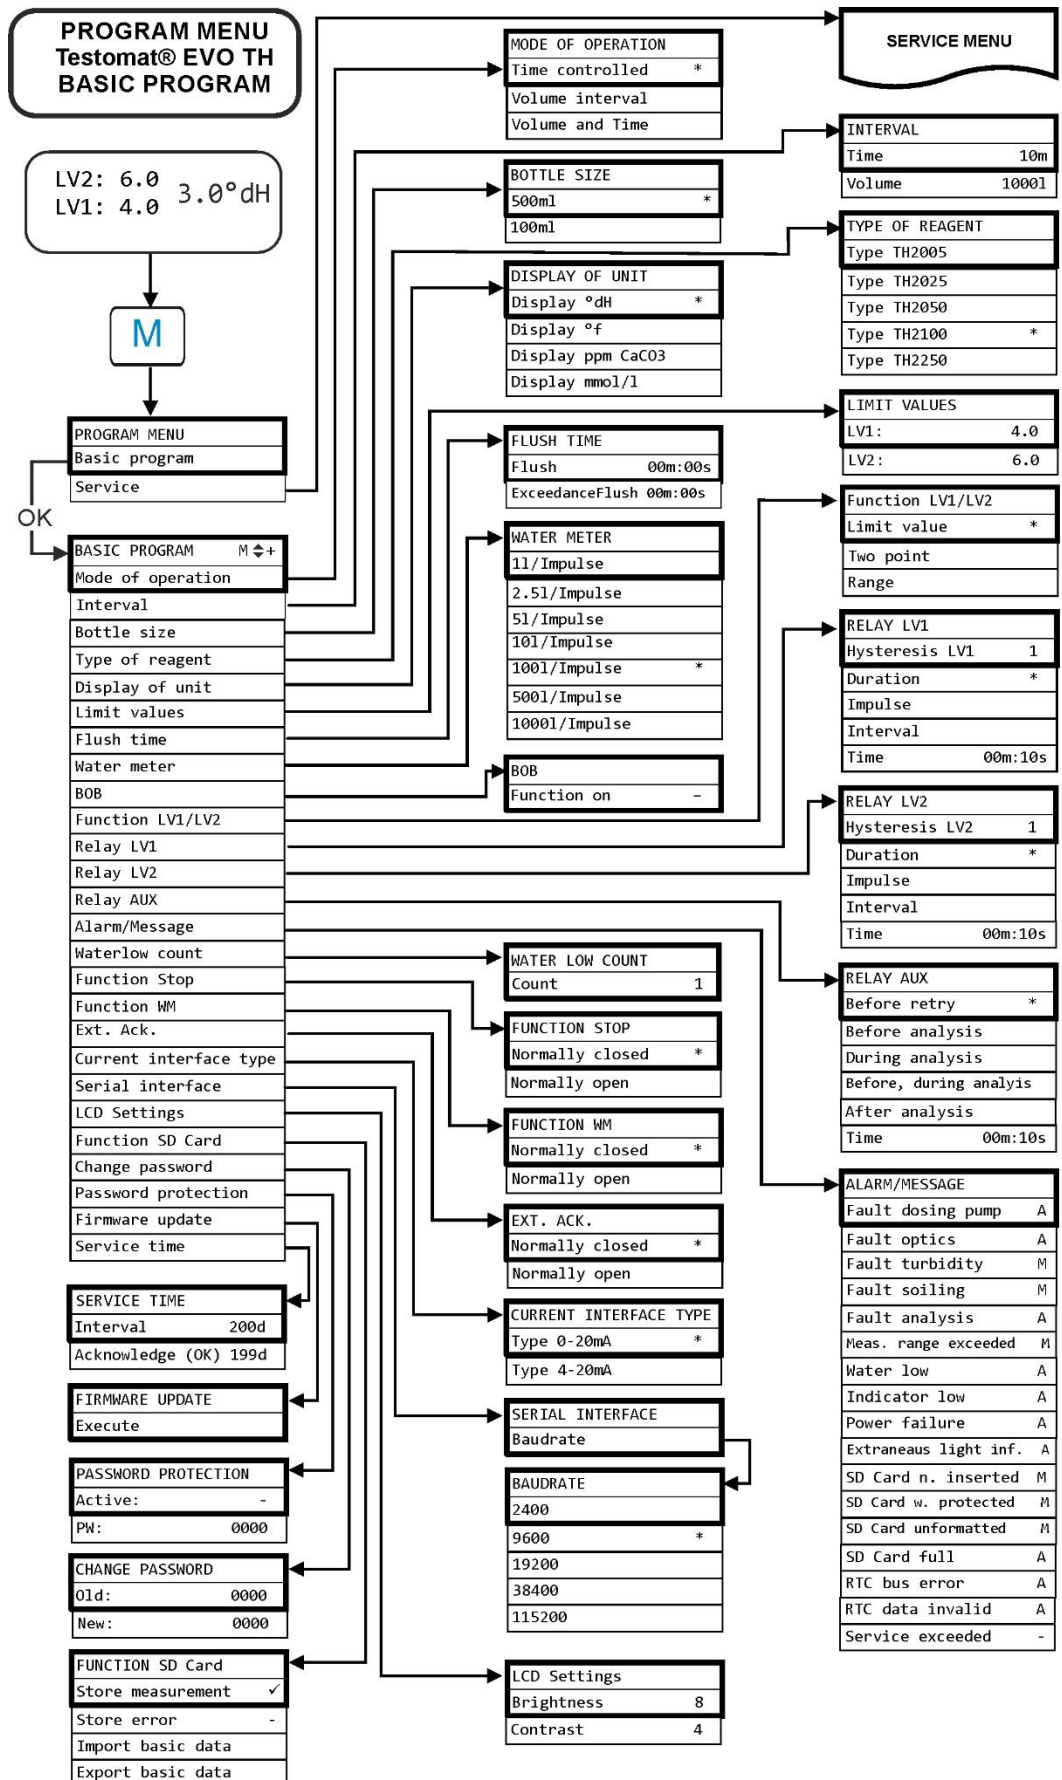 PROGRAM MENU
Testomat® EVO TH
BASIC PROGRAM
LV2: 6.0
LV1: 4.0
3.0°dH
M
PROGRAM MENU
Basic program
Service
OK
BASIC PROGRAM M+
Mode of operation
Interval
Bottle size
Type of reagent
Display of unit
Limit values
Flush time
Water meter
BOB
Function LV1/LV2
Relay LV1
Relay LV2
Relay AUX
Alarm/Message
Waterlow count
Function Stop
Function WM
Ext. Ack.
Current interface type
Serial interface
LCD Settings
Function SD Card
Change password
Password protection
Firmware update
Service time
SERVICE TIME
Interval 200d
Acknowledge (OK) 199d
FIRMWARE UPDATE
Execute
PASSWORD PROTECTION
Active: -
PW: 0000
CHANGE PASSWORD
Old: 0000
New: 0000
FUNCTION SD Card
Store measurement ✓
Store error -
Import basic data
Export basic data
MODE OF OPERATION
Time controlled *
Volume interval
Volume and Time
BOTTLE SIZE
500ml *
100ml
DISPLAY OF UNIT
Display °dH *
Display °f
Display ppm CaCO3
Display mmol/l
FLUSH TIME
Flush 00m:00s
ExceedanceFlush 00m:00s
WATER METER
1l/Impulse
2.5l/Impulse
5l/Impulse
10l/Impulse
100l/Impulse *
500l/Impulse
1000l/Impulse
BOB
Function on -
WATER LOW COUNT
Count 1
FUNCTION STOP
Normally closed *
Normally open
FUNCTION WM
Normally closed *
Normally open
EXT. ACK.
Normally closed *
Normally open
CURRENT INTERFACE TYPE
Type 0-20mA *
Type 4-20mA
SERIAL INTERFACE
Baudrate
BAUDRATE
2400
9600 *
19200
38400
115200
LCD Settings
Brightness 8
Contrast 4
SERVICE MENU
INTERVAL
Time 10m
Volume 1000l
TYPE OF REAGENT
Type TH2005
Type TH2025
Type TH2050
Type TH2100 *
Type TH2250
LIMIT VALUES
LV1: 4.0
LV2: 6.0
Function LV1/LV2
Limit value *
Two point
Range
RELAY LV1
Hysteresis LV1 1
Duration *
Impulse
Interval
Time 00m:10s
RELAY LV2
Hysteresis LV2 1
Duration *
Impulse
Interval
Time 00m:10s
RELAY AUX
Before retry *
Before analysis
During analysis
Before, during analyis
After analysis
Time 00m:10s
ALARM/MESSAGE
Fault dosing pump A
Fault optics A
Fault turbidity M
Fault soiling M
Fault analysis A
Meas. range exceeded M
Water low A
Indicator low A
Power failure A
Extraneaus light inf. A
SD Card n. inserted M
SD Card w. protected M
SD Card unformatted M
SD Card full A
RTC bus error A
RTC data invalid A
Service exceeded -